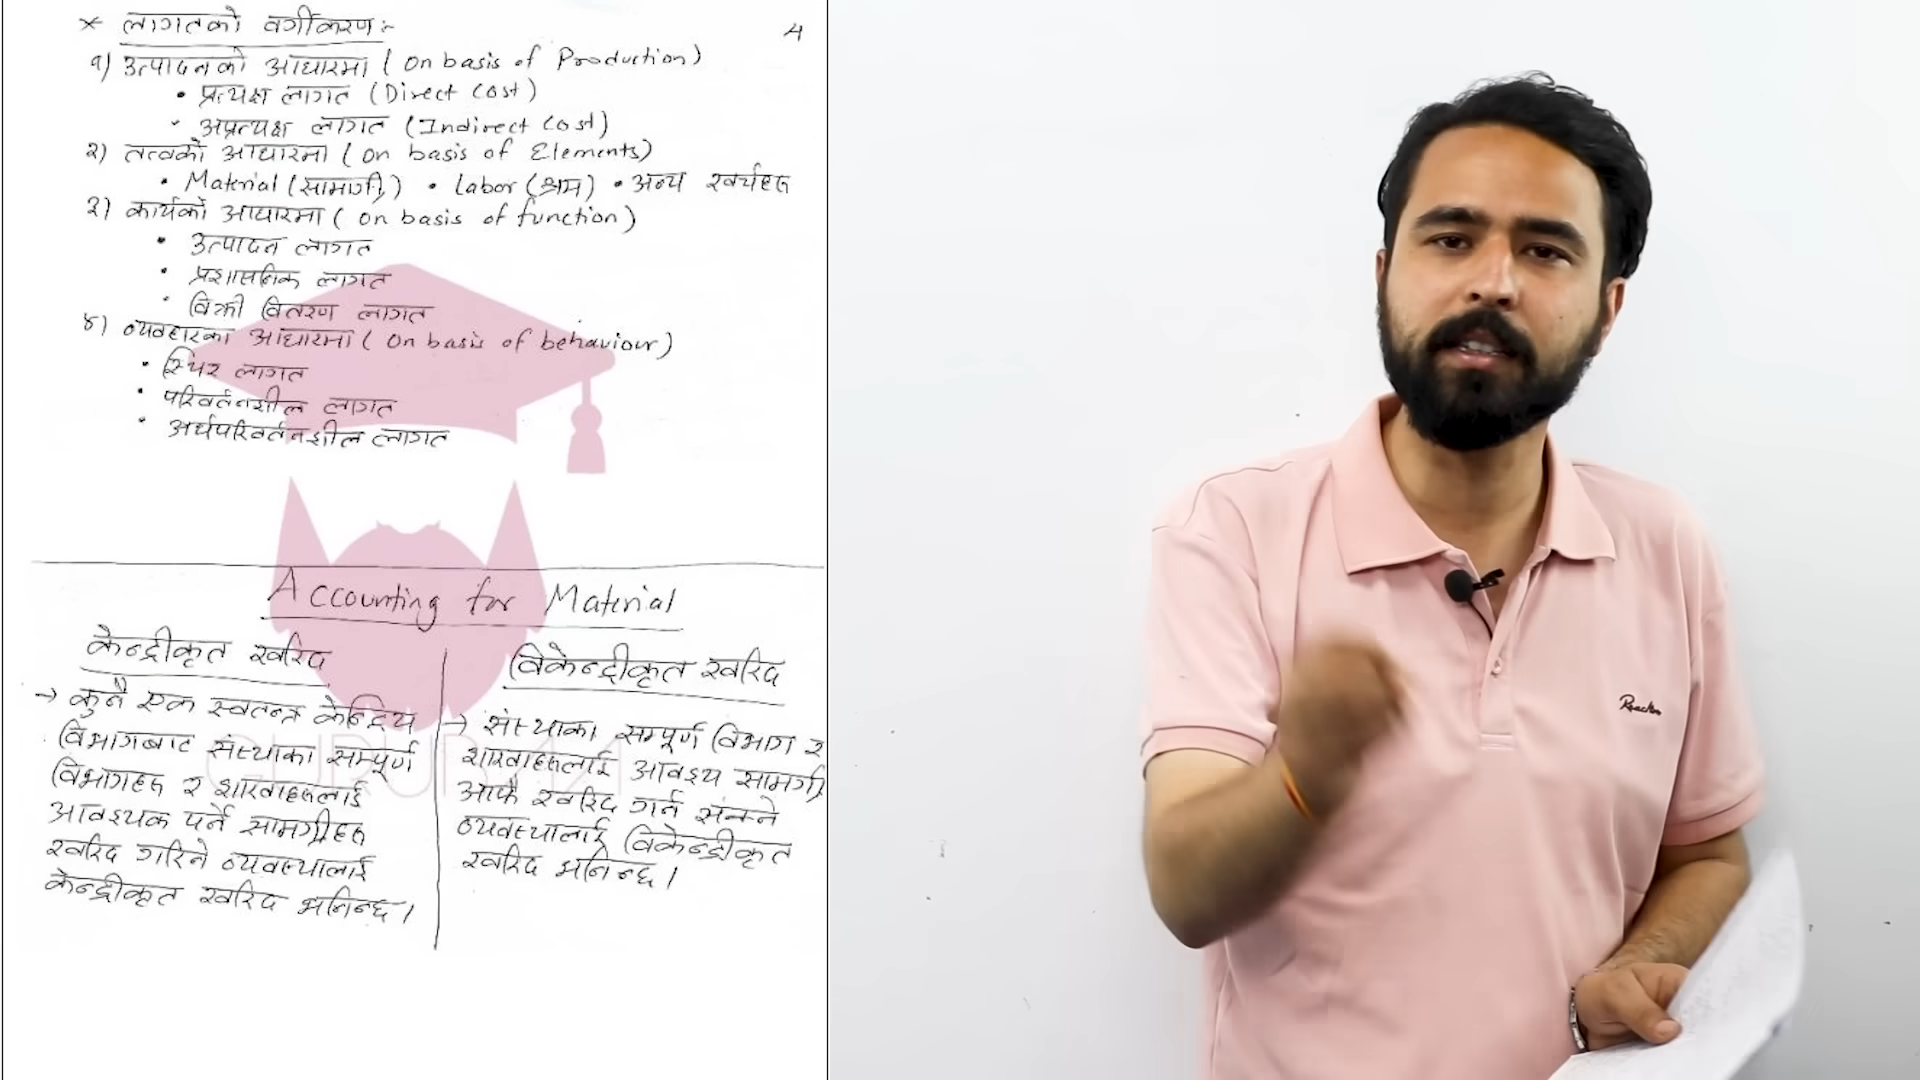 * लागतको वर्गीकरण :-
4
१) उत्पादनको आधारमा ( On basis of Production)
• प्रत्यक्ष लागत (Direct Cost)
• अप्रत्यक्ष लागत (Indirect Cost)
२) तत्वको आधारमा (on basis of Elements)
• Material (सामाग्री) • Labor (श्रम) • अन्य खर्चहरु
३) कार्यको आधारमा ( on basis of function)
• उत्पादन लागत
• प्रशासनिक लागत
• विक्री वितरण लागत
४) व्यवहारका आधारमा ( on basis of behaviour)
• स्थिर लागत
• परिवर्तनशील लागत
• अर्धपरिवर्तनशील लागत
Accounting for Material
केन्द्रीकृत खरिद
→ कुनै एक स्वतन्त्र केन्द्रिय
विभागबाट संस्थाका सम्पूर्ण
विभागहरु र शाखाहरुलाई
आवश्यक पर्ने सामग्रीहरु
खरिद गरिने व्यवस्थालाई
केन्द्रीकृत खरिद भनिन्छ ।
विकेन्द्रीकृत खरिद
→ संस्थाका सम्पूर्ण विभाग र
शाखाहरुलाई आवश्य सामग्री
आफै खरिद गर्न सक्ने
व्यवस्थालाई विकेन्द्रीकृत
खरिद भनिन्छ ।
GURUBAA